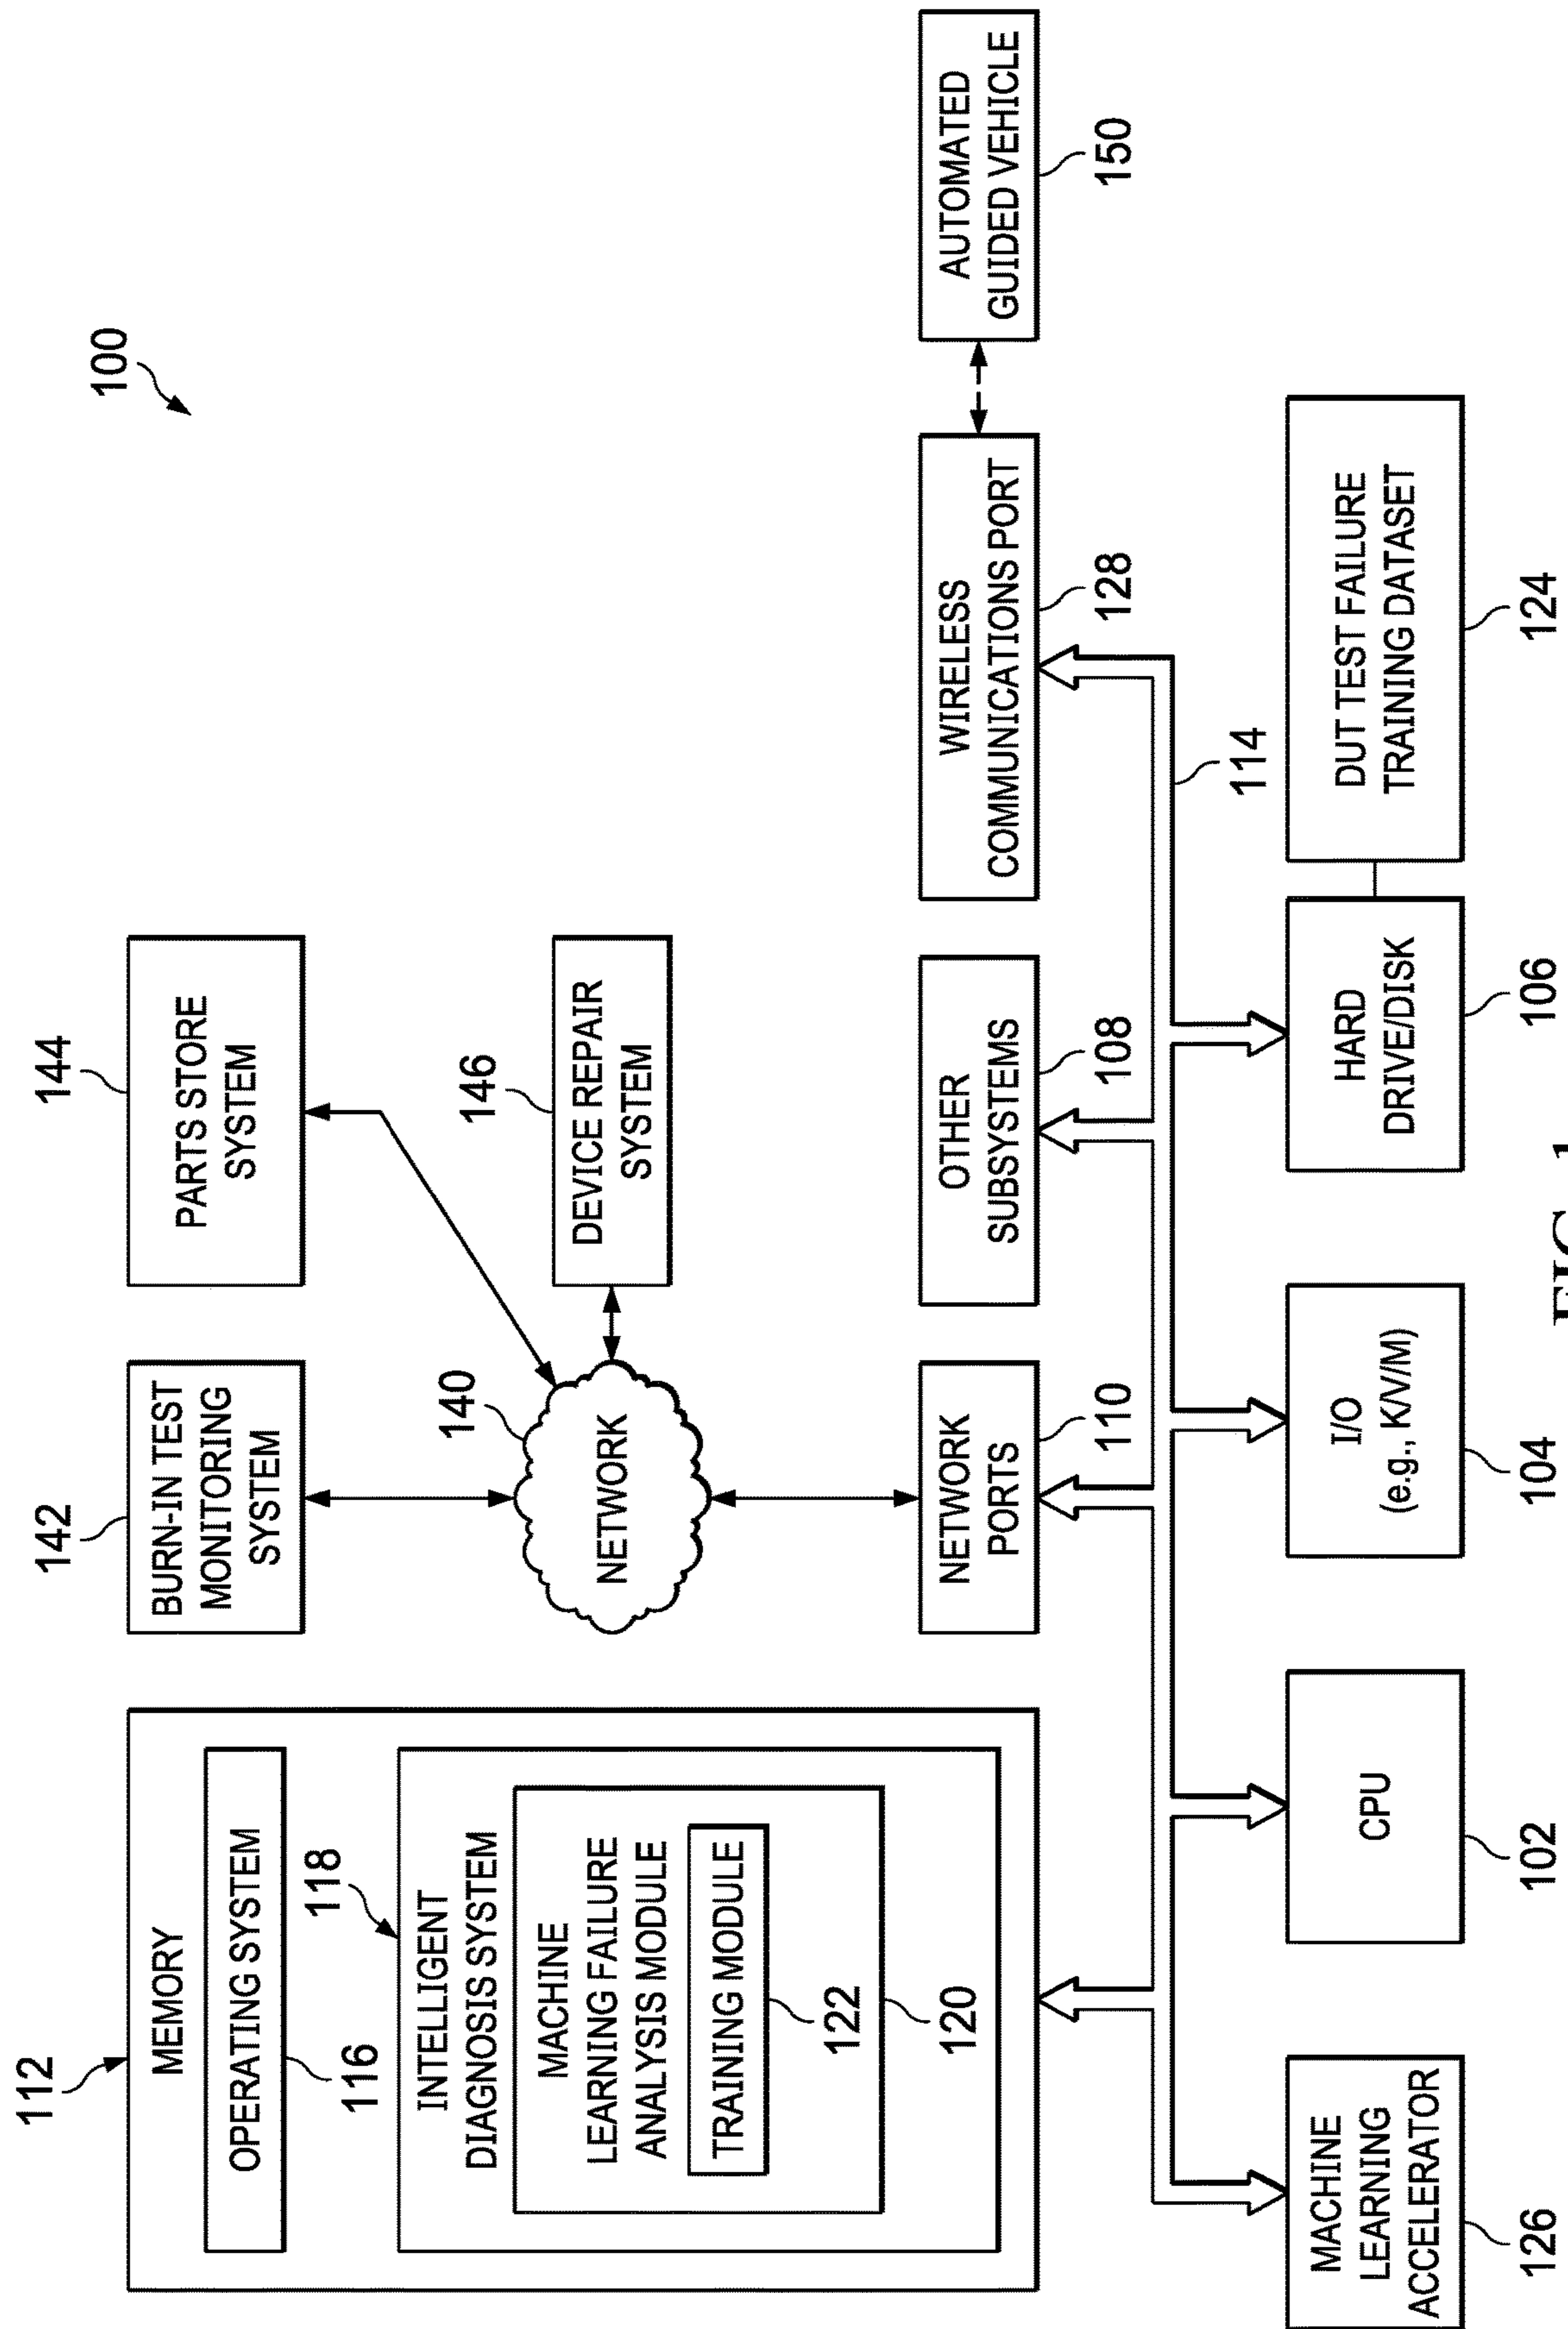 100
112
MEMORY
OPERATING SYSTEM
116
118
INTELLIGENT
DIAGNOSIS SYSTEM
MACHINE
LEARNING FAILURE
ANALYSIS MODULE
TRAINING MODULE
122
120
142
BURN-IN TEST
MONITORING
SYSTEM
144
PARTS STORE
SYSTEM
140
NETWORK
146
DEVICE REPAIR
SYSTEM
NETWORK
PORTS
110
OTHER
SUBSYSTEMS
108
WIRELESS
COMMUNICATIONS PORT
128
AUTOMATED
GUIDED VEHICLE
150
114
MACHINE
LEARNING
ACCELERATOR
126
CPU
102
I/O
(e.g., K/V/M)
104
HARD
DRIVE/DISK
106
DUT TEST FAILURE
TRAINING DATASET
124